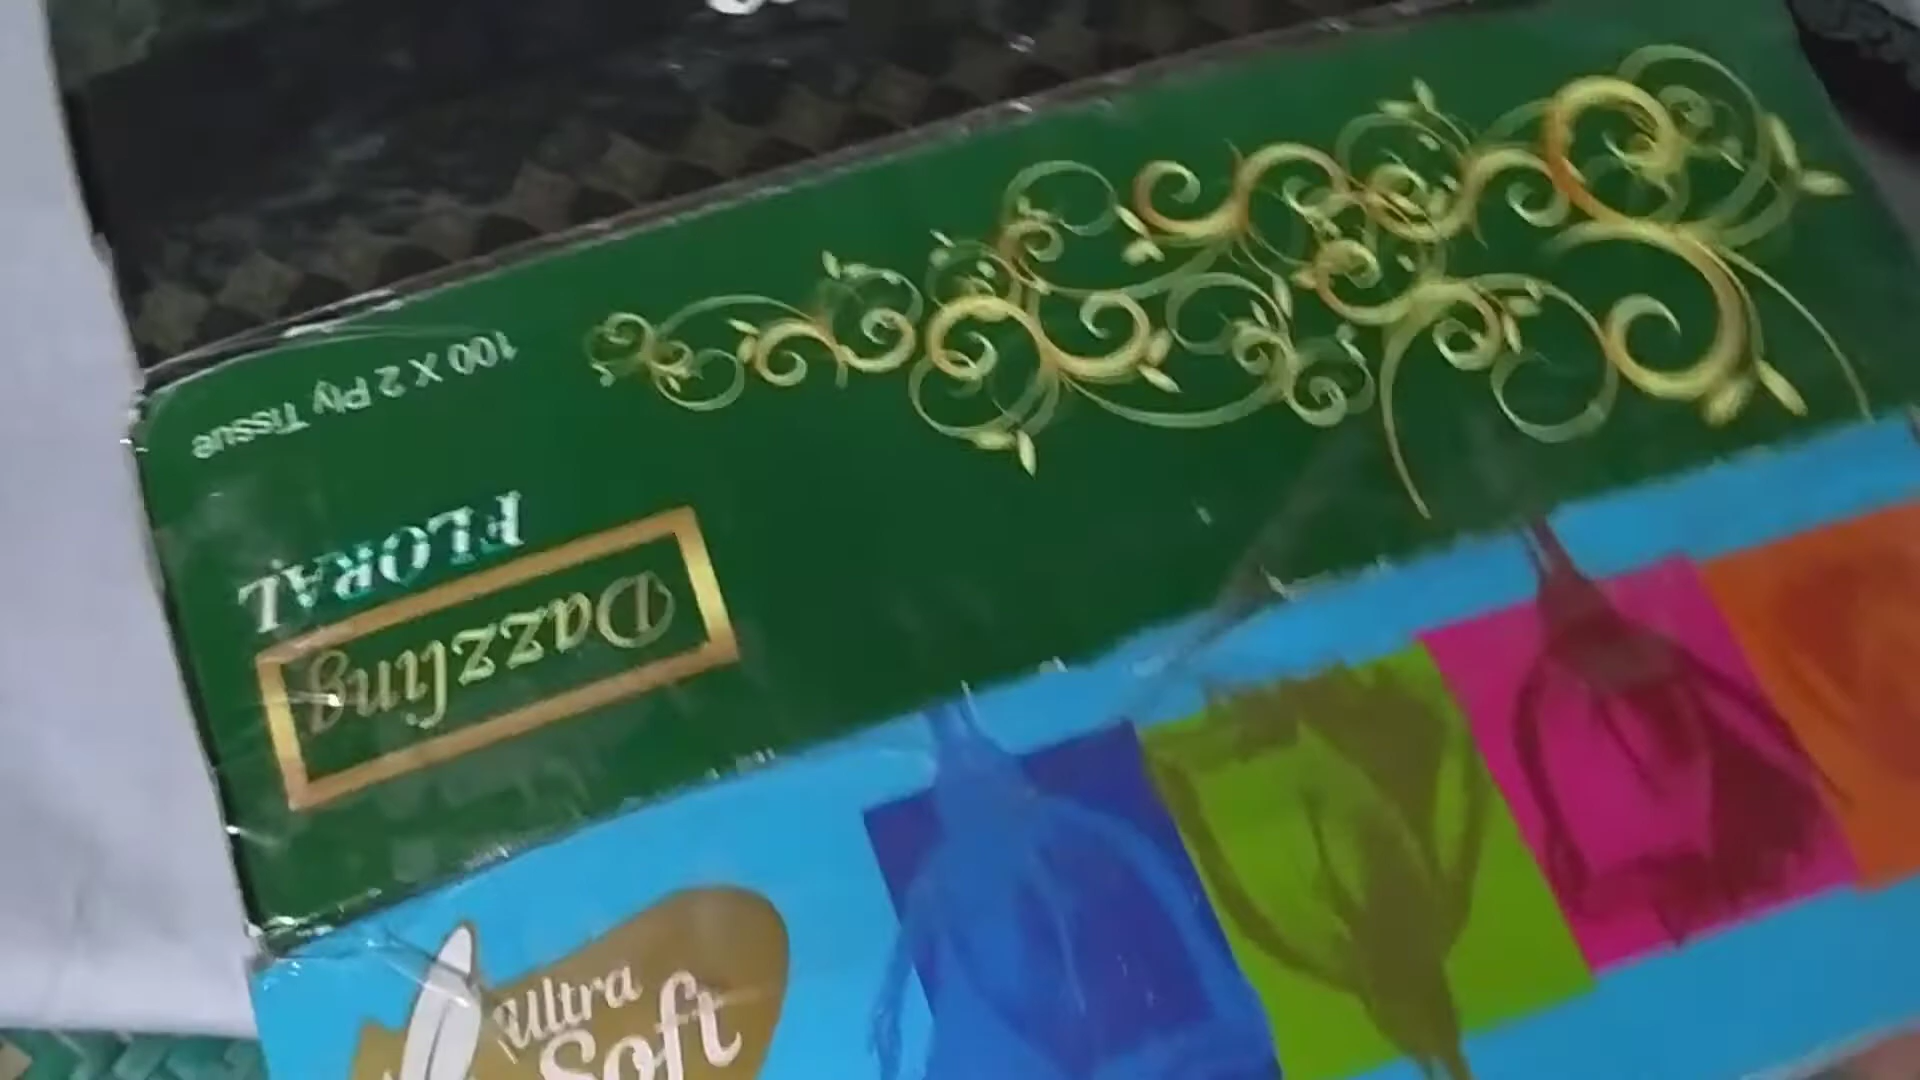 Dazzling
FLORAL
100 X 2 Ply Tissue
Ultra
Soft